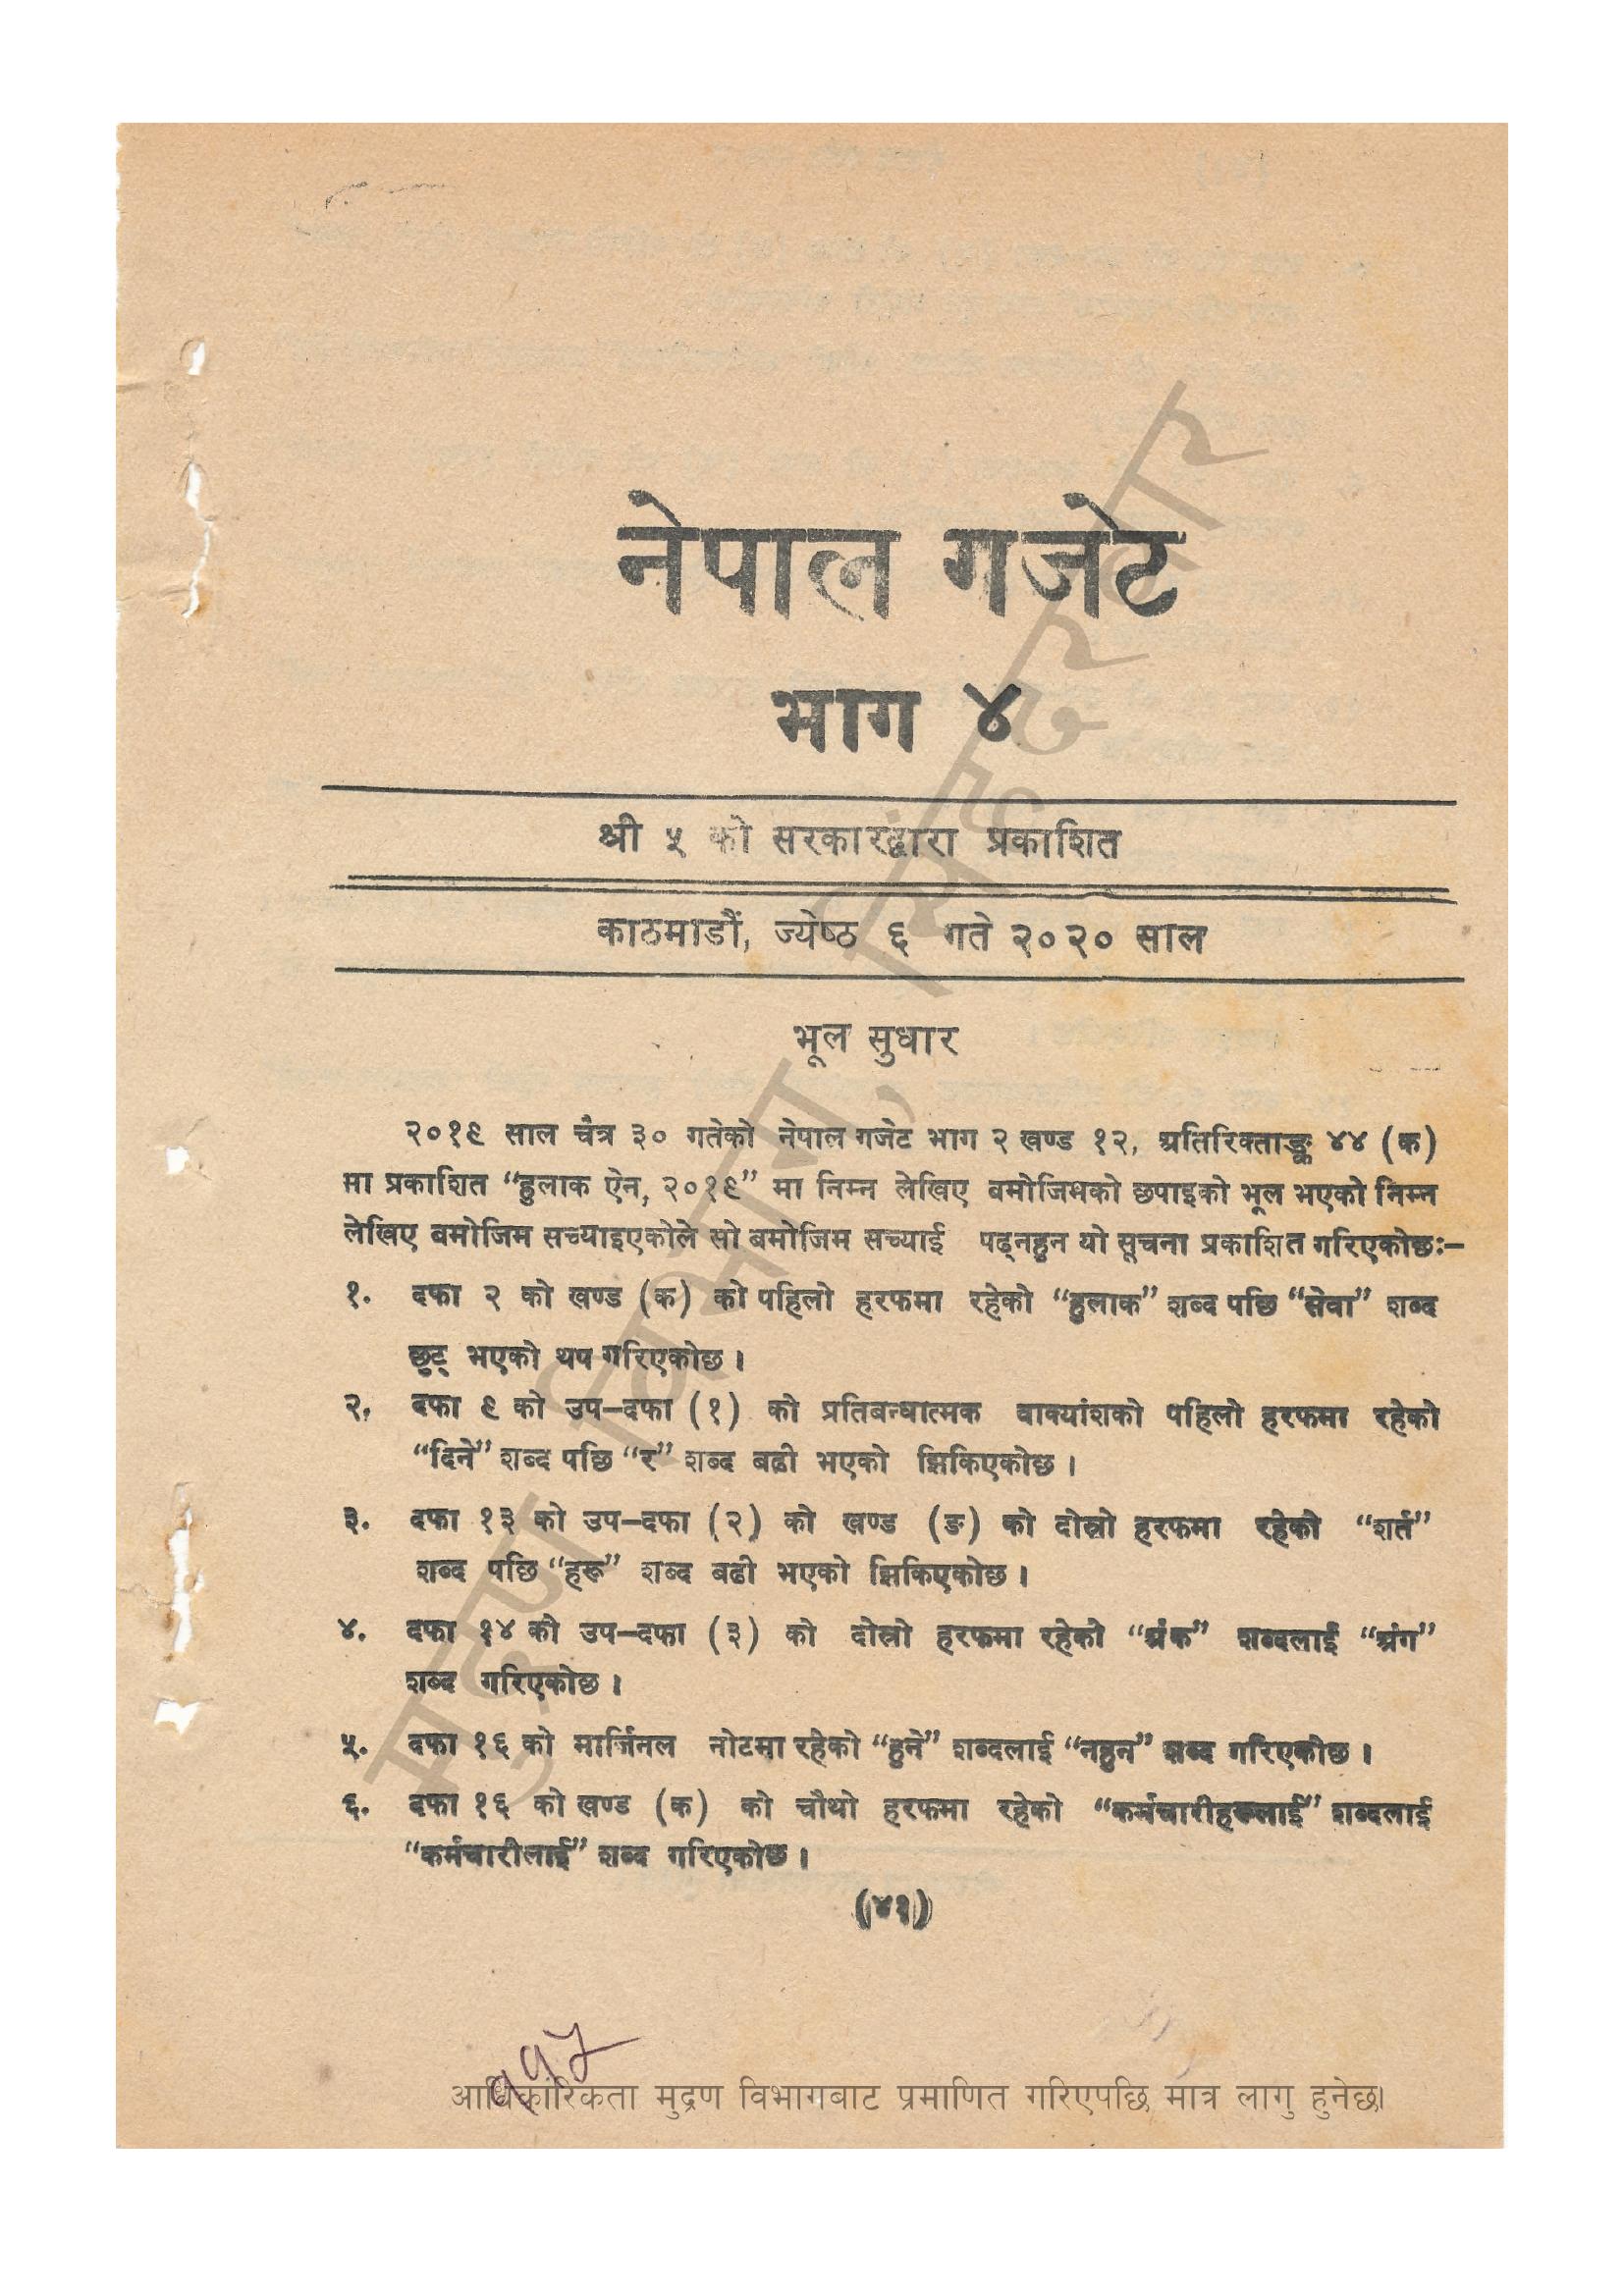 नेपाल गजेट
भाग ४
श्री ५ को सरकारद्वारा प्रकाशित
काठमाडौं, ज्येष्ठ ६ गते २०२० साल
भूल सुधार
२०१९ साल चैत्र ३० गतेको नेपाल गजेट भाग २ खण्ड १२, अतिरिक्ताङ्क ४४ (क)
मा प्रकाशित “हुलाक ऐन, २०१९” मा निम्न लेखिए बमोजिमको छपाइको भूल भएको निम्न
लेखिए बमोजिम सच्याइएकोले सो बमोजिम सच्याई पढ्नहुन यो सूचना प्रकाशित गरिएकोछः–
१. दफा २ को खण्ड (क) को पहिलो हरफमा रहेको “हुलाक” शब्द पछि “सेवा” शब्द
छुट् भएको थप गरिएकोछ ।
२. दफा ९ को उप–दफा (१) को प्रतिबन्धात्मक वाक्यांशको पहिलो हरफमा रहेको
“दिने” शब्द पछि “र” शब्द बढी भएको झिकिएकोछ ।
३. दफा १३ को उप–दफा (२) को खण्ड (ङ) को दोस्रो हरफमा रहेको “शर्त”
शब्द पछि “हरू” शब्द बढी भएको झिकिएकोछ ।
४. दफा १४ को उप–दफा (३) को दोस्रो हरफमा रहेको “अंक” शब्दलाई “अंग”
शब्द गरिएकोछ ।
५. दफा १६ को मार्जिनल नोटमा रहेको “हुने” शब्दलाई “नहुन” शब्द गरिएकोछ ।
६. दफा १६ को खण्ड (क) को चौथो हरफमा रहेको “कर्मचारीहरूलाई” शब्दलाई
“कर्मचारीलाई” शब्द गरिएकोछ ।
(४१)
आधिकारिकता मुद्रण विभागबाट प्रमाणित गरिएपछि मात्र लागु हुनेछ।
मुद्रण विभाग, सिंहदरबार